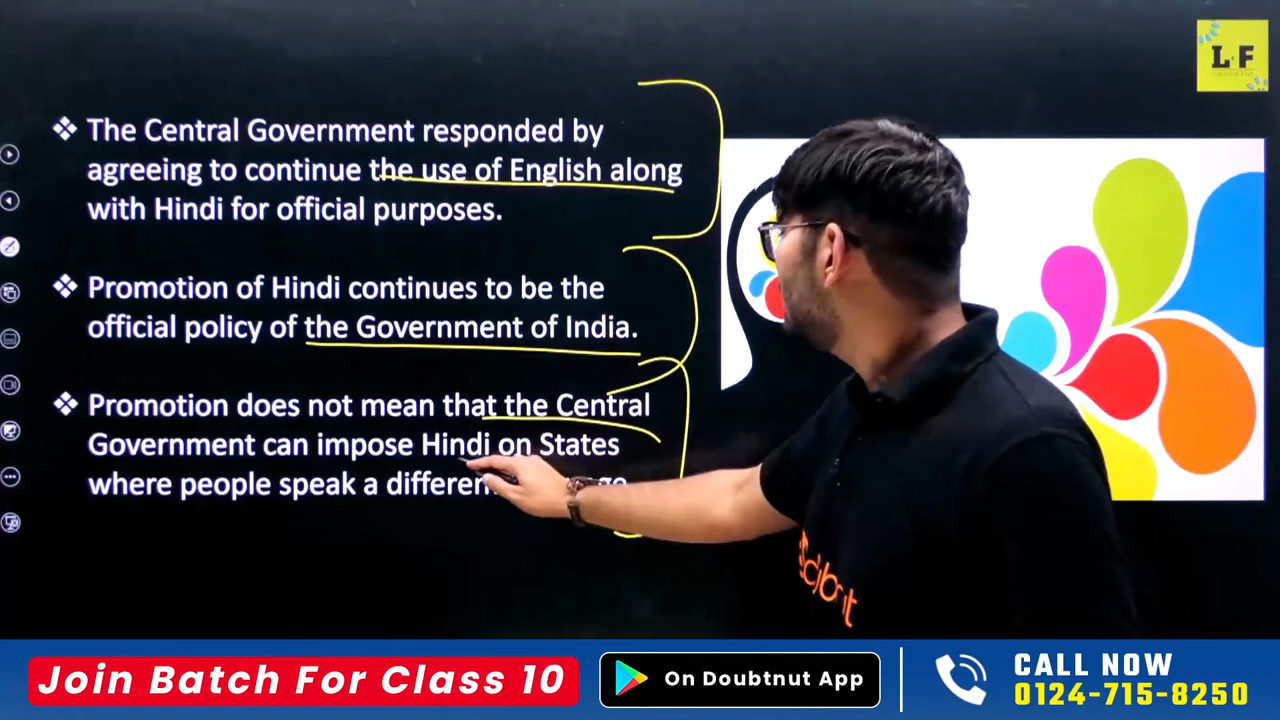 L F
❖ The Central Government responded by
agreeing to continue the use of English along
with Hindi for official purposes.
❖ Promotion of Hindi continues to be the
official policy of the Government of India.
❖ Promotion does not mean that the Central
Government can impose Hindi on States
where people speak a
Join Batch For Class 10
On Doubtnut App
CALL NOW
0124-715-8250